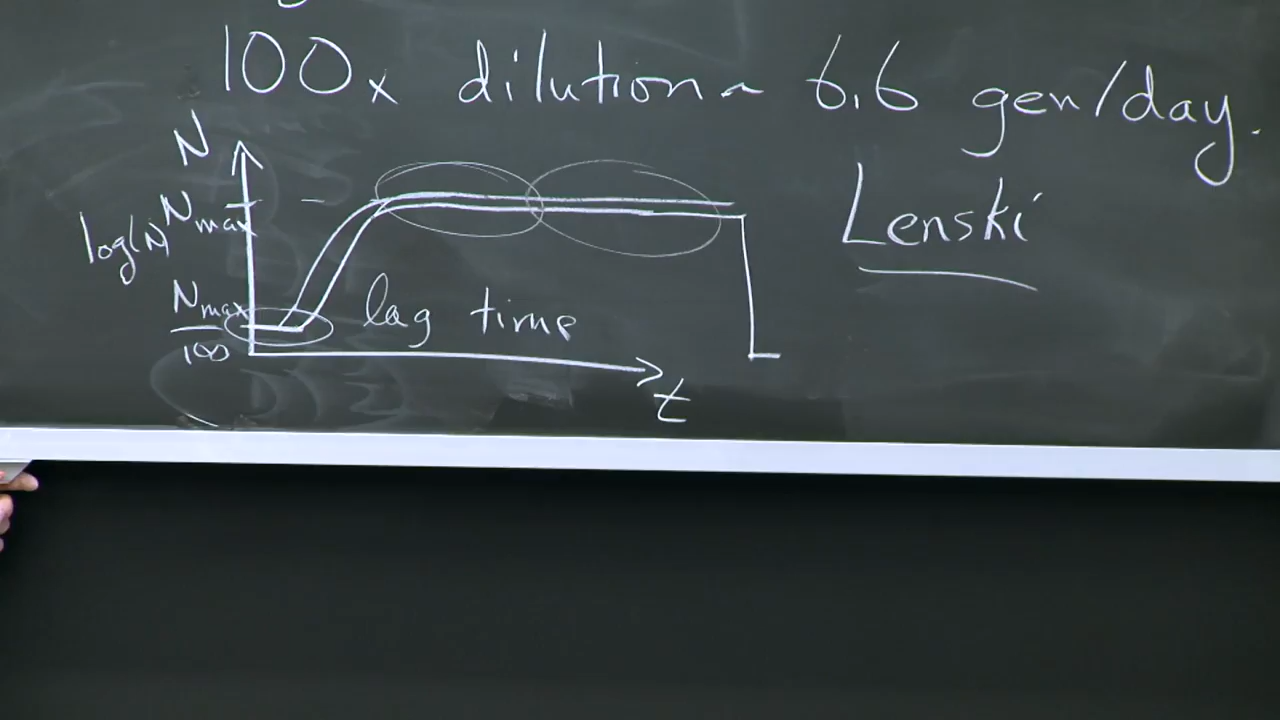 100x dilution ~ 6.6 gen/day.
N
Lenski
log(N) Nmax
Nmax
100
lag time
t